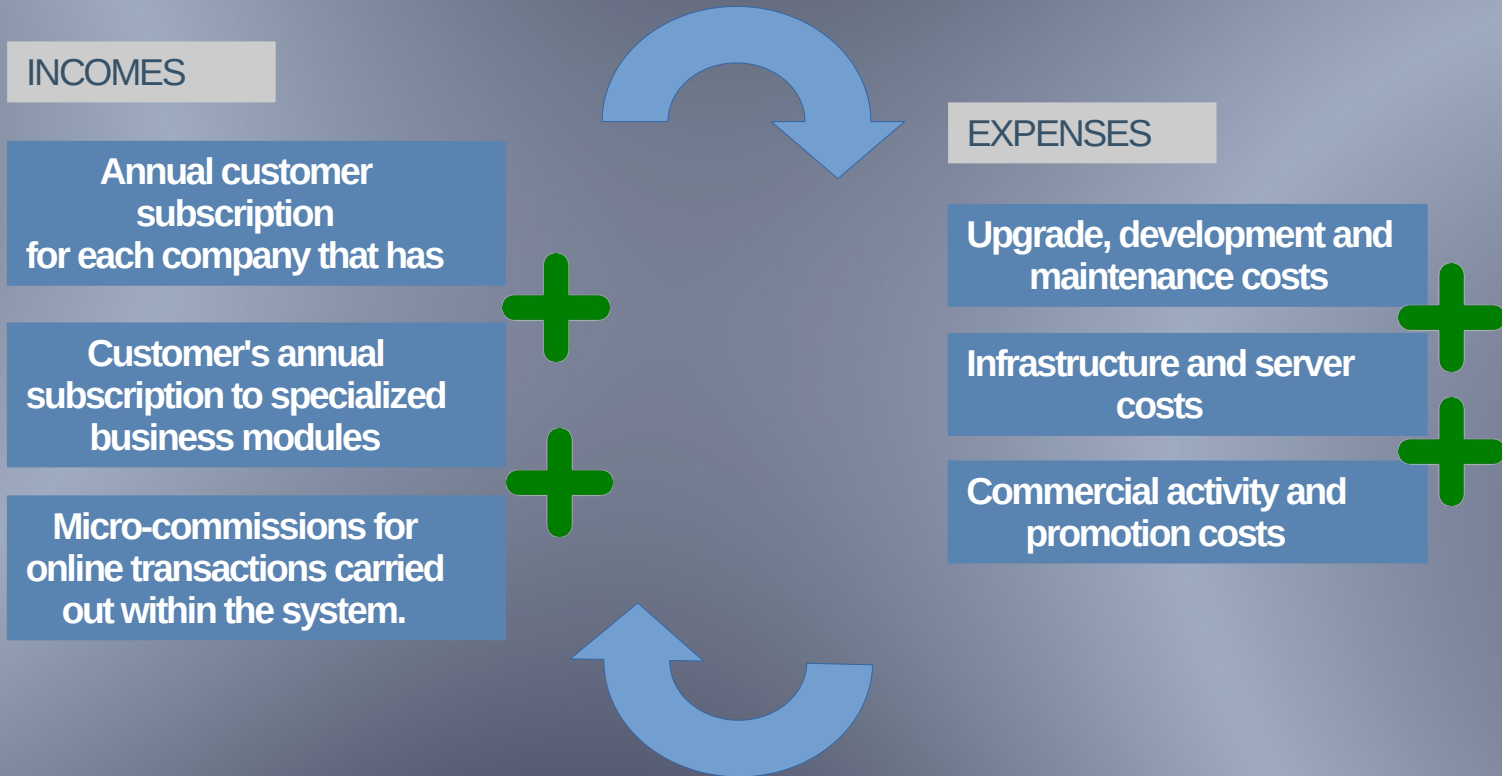 INCOMES
Annual customer
subscription
for each company that has
Customer's annual
subscription to specialized
business modules
Micro-commissions for
online transactions carried
out within the system.
EXPENSES
Upgrade, development and
maintenance costs
Infrastructure and server
costs
Commercial activity and
promotion costs